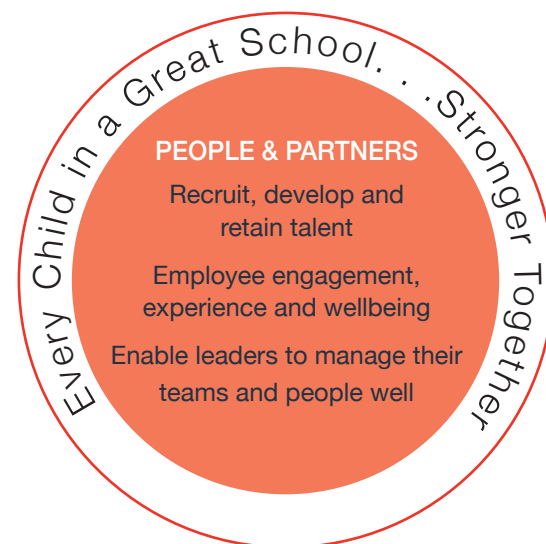 Every Child in a Great School. . .Stronger Together
PEOPLE & PARTNERS
Recruit, develop and
retain talent
Employee engagement,
experience and wellbeing
Enable leaders to manage their
teams and people well